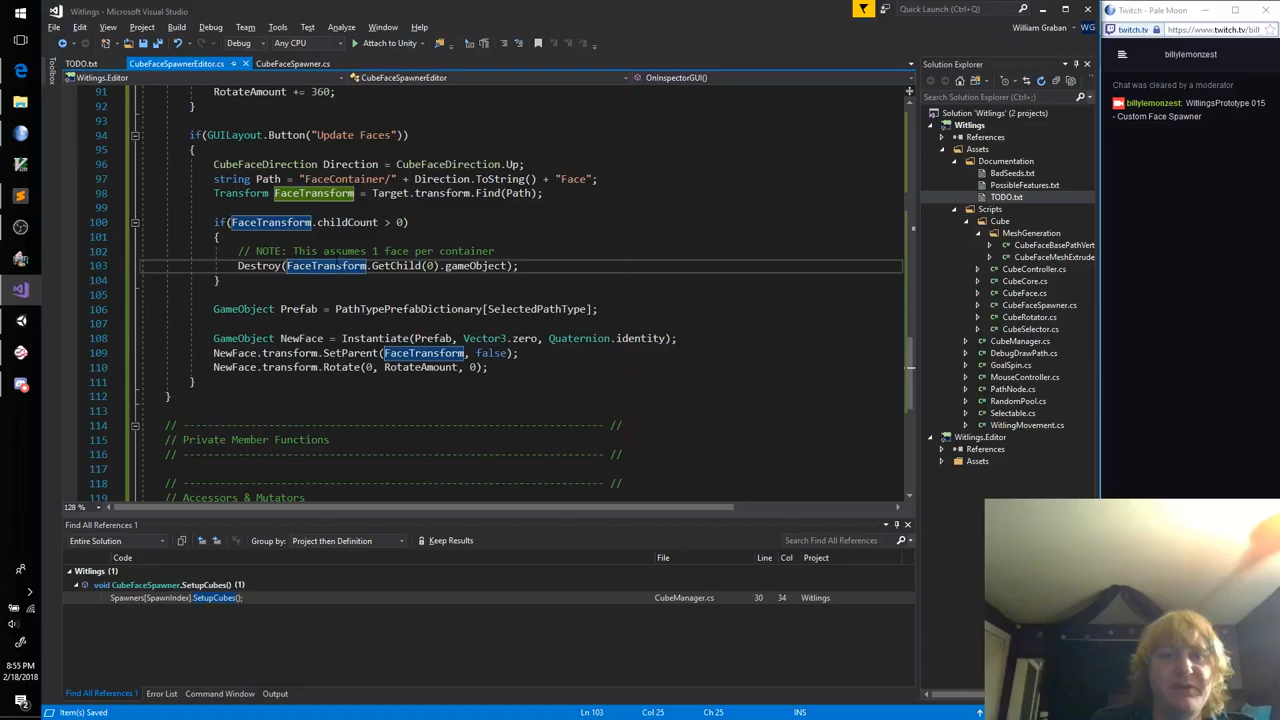 Witlings - Microsoft Visual Studio
Quick Launch (Ctrl+Q)
Twitch - Pale Moon
File Edit View Project Build Debug Team Tools Test Analyze Window Help
William Graban WG
Debug Any CPU Attach to Unity
twitch.tv https://www.twitch.tv/bill
billylemonzest
Toolbox
TODO.txt CubeFaceSpawnerEditor.cs CubeFaceSpawner.cs
Witlings.Editor CubeFaceSpawnerEditor OnInspectorGUI()
Solution Explorer
Search Solution Explorer (Ctrl+;)
Chat was cleared by a moderator
billylemonzest: WitlingsPrototype 015
- Custom Face Spawner
91 RotateAmount += 360;
92 }
93
94 if(GUILayout.Button("Update Faces"))
95 {
96 CubeFaceDirection Direction = CubeFaceDirection.Up;
97 string Path = "FaceContainer/" + Direction.ToString() + "Face";
98 Transform FaceTransform = Target.transform.Find(Path);
99
100 if(FaceTransform.childCount > 0)
101 {
102 // NOTE: This assumes 1 face per container
103 Destroy(FaceTransform.GetChild(0).gameObject);
104 }
105
106 GameObject Prefab = PathTypePrefabDictionary[SelectedPathType];
107
108 GameObject NewFace = Instantiate(Prefab, Vector3.zero, Quaternion.identity);
109 NewFace.transform.SetParent(FaceTransform, false);
110 NewFace.transform.Rotate(0, RotateAmount, 0);
111 }
112 }
113
114 // -------------------------------------------------------- //
115 // Private Member Functions
116 // -------------------------------------------------------- //
117
118 // -------------------------------------------------------- //
119 // Accessors & Mutators
Solution 'Witlings' (2 projects)
Witlings
References
Assets
Documentation
BadSeeds.txt
PossibleFeatures.txt
TODO.txt
Scripts
Cube
MeshGeneration
CubeFaceBasePathVert
CubeFaceMeshExtrude
CubeController.cs
CubeCore.cs
CubeFace.cs
CubeFaceSpawner.cs
CubeRotator.cs
CubeSelector.cs
CubeManager.cs
DebugDrawPath.cs
GoalSpin.cs
MouseController.cs
PathNode.cs
RandomPool.cs
Selectable.cs
WitlingMovement.cs
Witlings.Editor
References
Assets
128 %
Find All References 1
Entire Solution Group by: Project then Definition Keep Results Search Find All References
Code File Line Col Project
Witlings (1)
void CubeFaceSpawner.SetupCubes() (1)
Spawners[SpawnIndex].SetupCubes(); CubeManager.cs 30 34 Witlings
Find All References 1 Error List Command Window Output
8:55 PM
2/18/2018
2
Item(s) Saved Ln 103 Col 25 Ch 25 INS